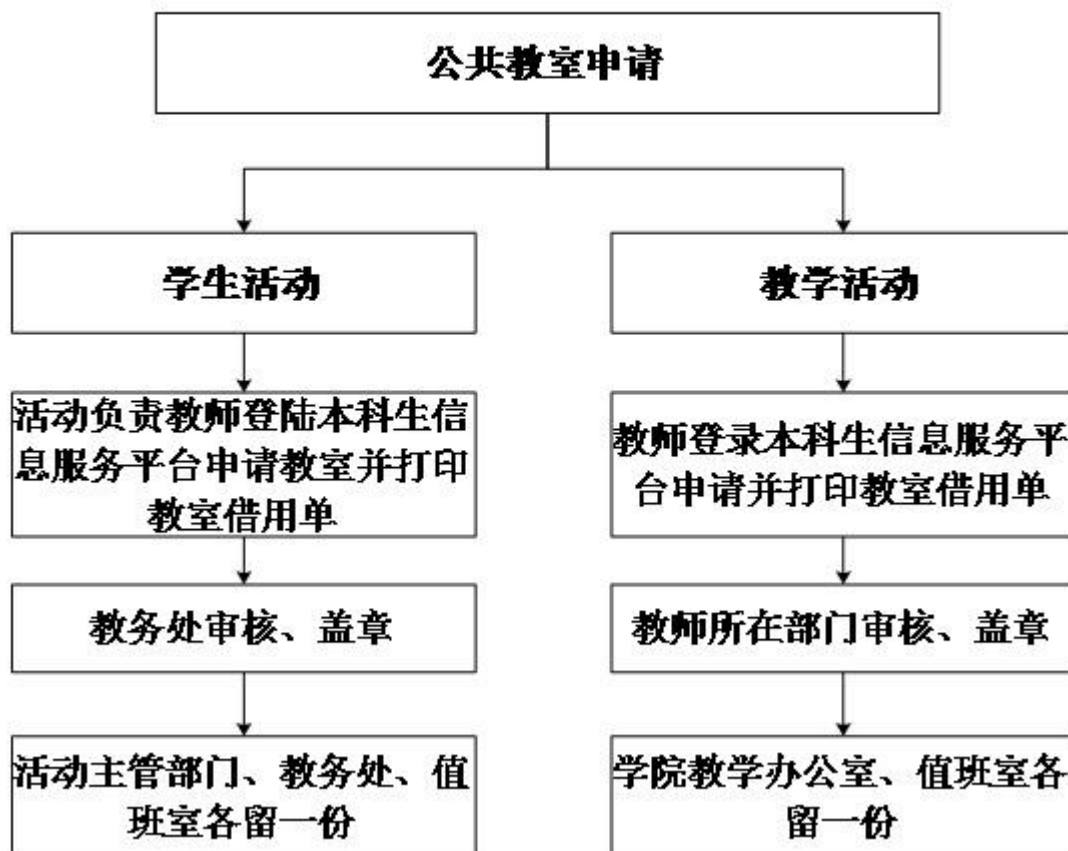 公共教室申请
学生活动
教学活动
活动负责教师登陆本科生信
息服务平台申请教室并打印
教室借用单
教师登录本科生信息服务平
台申请并打印教室借用单
教务处审核、盖章
教师所在部门审核、盖章
活动主管部门、教务处、值
班室各留一份
学院教学办公室、值班室各
留一份